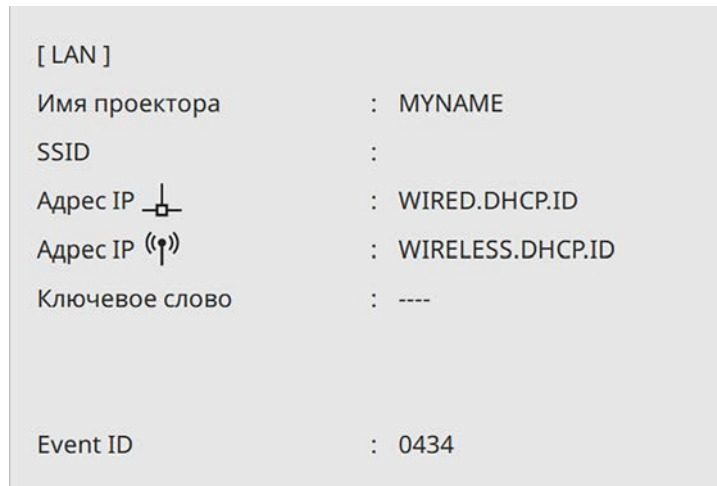 [ LAN ]
Имя проектора : MYNAME
SSID :
Адрес IP : WIRED.DHCP.ID
Адрес IP : WIRELESS.DHCP.ID
Ключевое слово : ----
Event ID : 0434